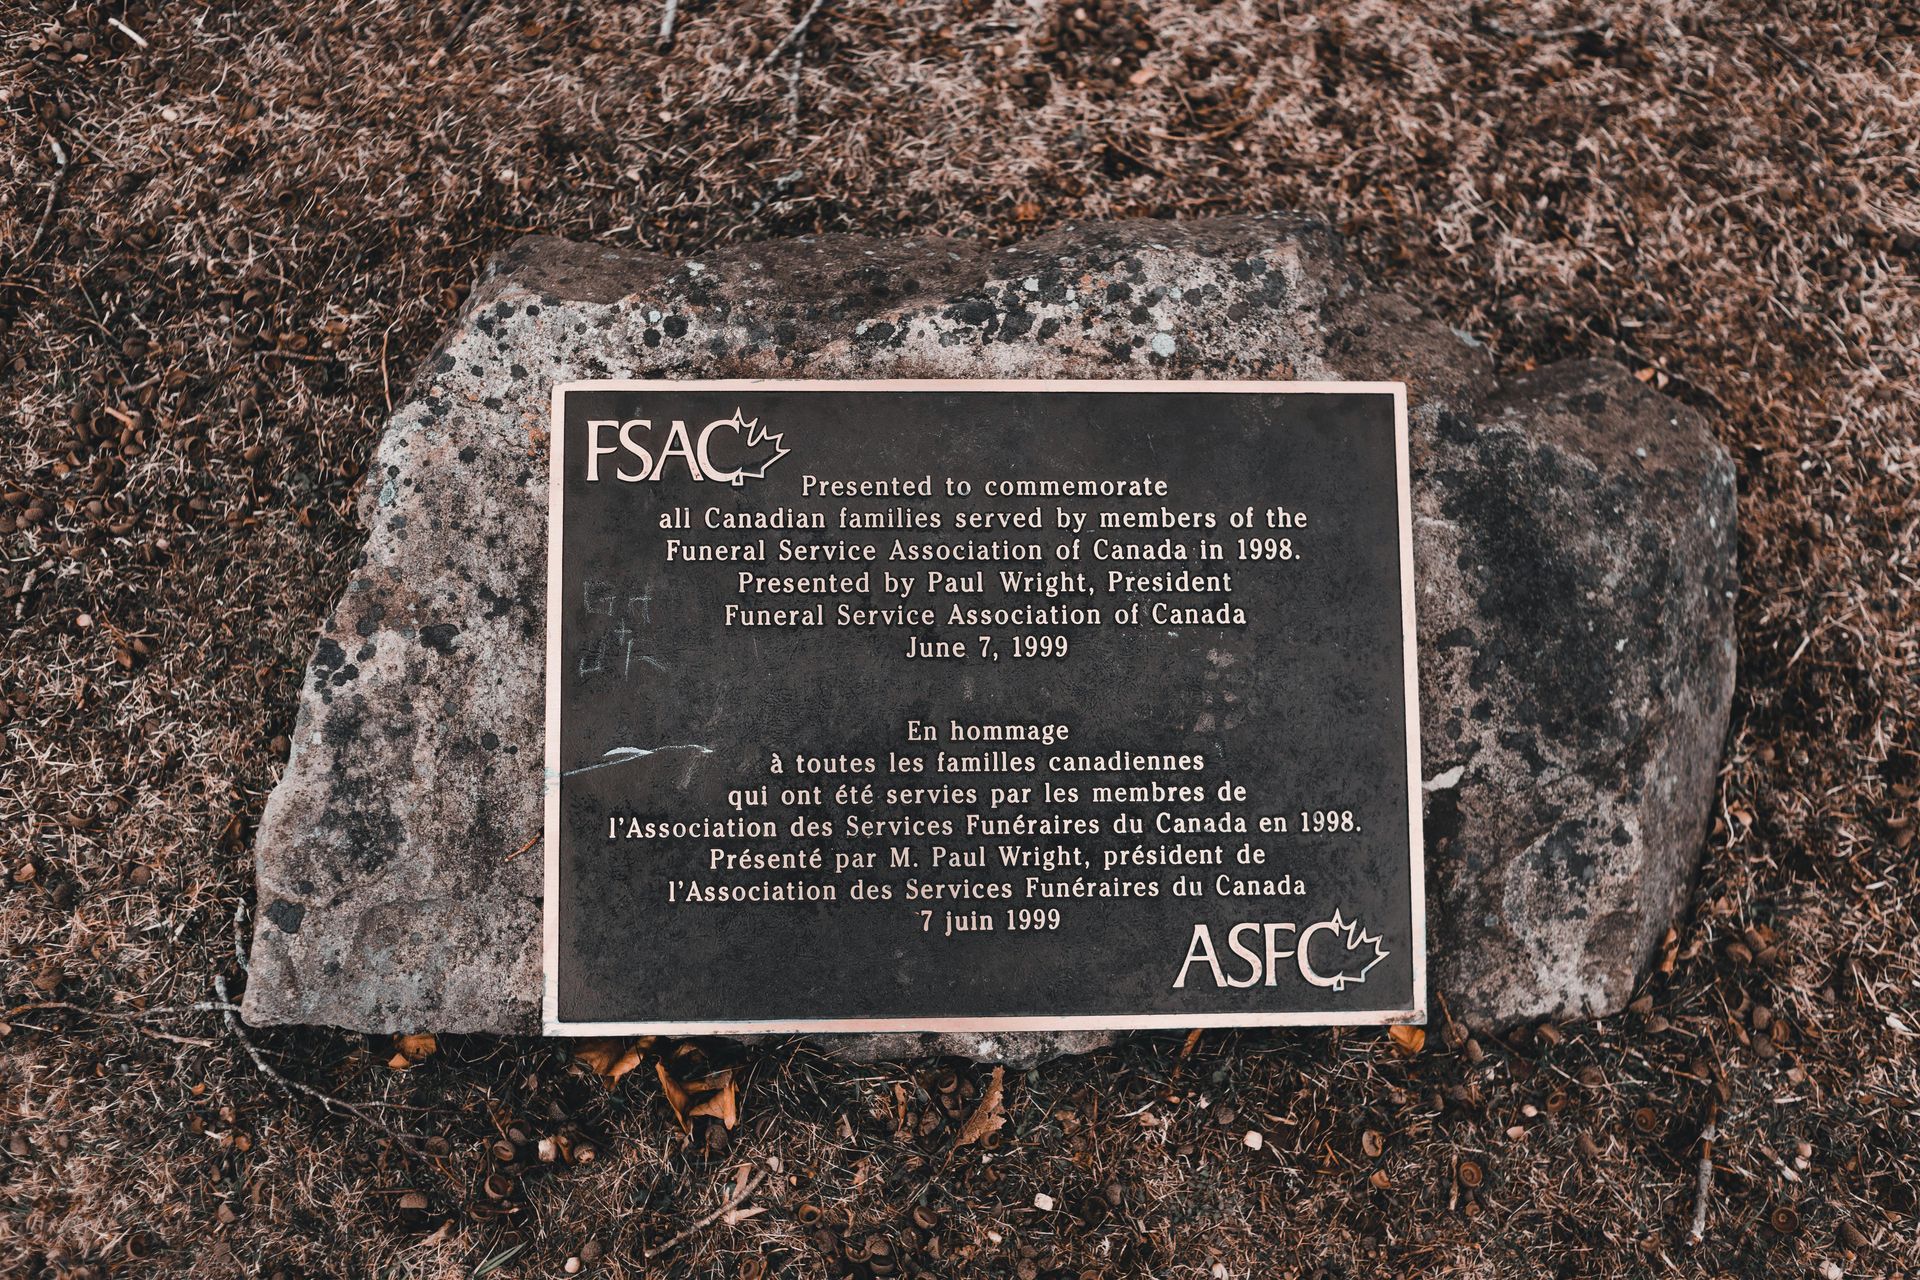 FSAC
Presented to commemorate
all Canadian families served by members of the
Funeral Service Association of Canada in 1998.
Presented by Paul Wright, President
Funeral Service Association of Canada
June 7, 1999
En hommage
à toutes les familles canadiennes
qui ont été servies par les membres de
l'Association des Services Funéraires du Canada en 1998.
Présenté par M. Paul Wright, président de
l'Association des Services Funéraires du Canada
7 juin 1999
ASFC